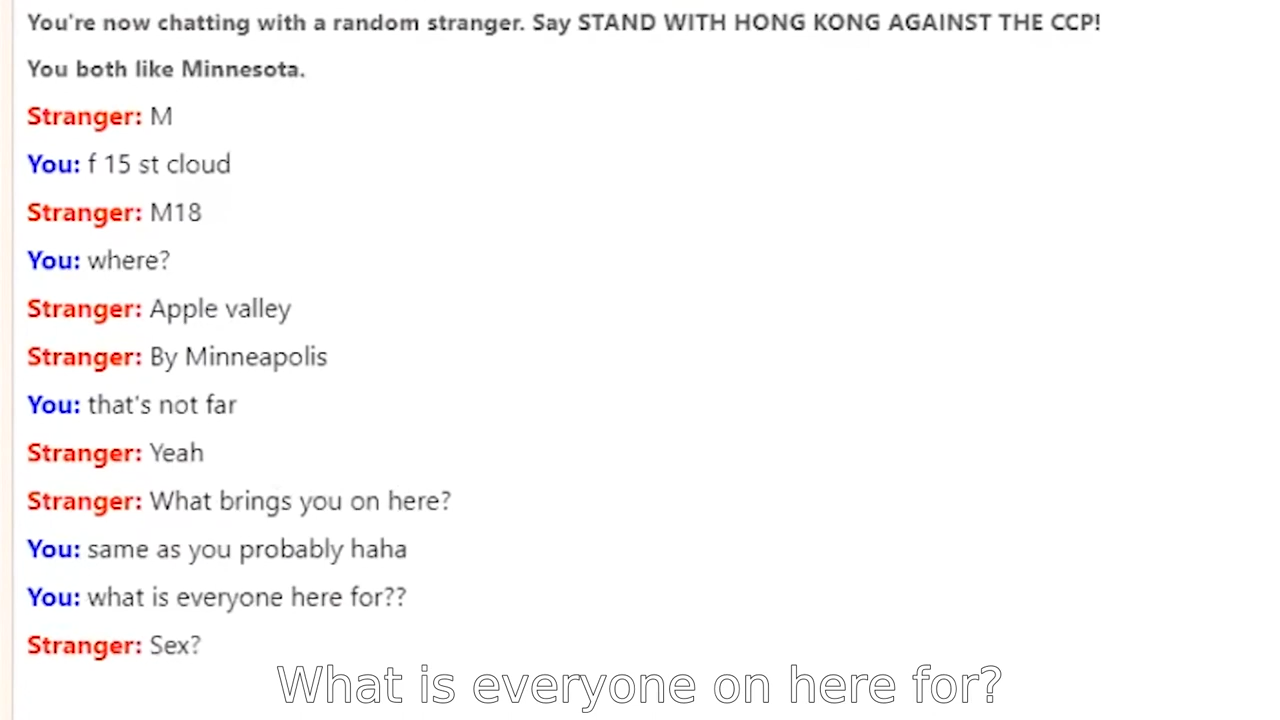 You're now chatting with a random stranger. Say STAND WITH HONG KONG AGAINST THE CCP!
You both like Minnesota.
Stranger: M
You: f 15 st cloud
Stranger: M18
You: where?
Stranger: Apple valley
Stranger: By Minneapolis
You: that's not far
Stranger: Yeah
Stranger: What brings you on here?
You: same as you probably haha
You: what is everyone here for??
Stranger: Sex?
What is everyone on here for?